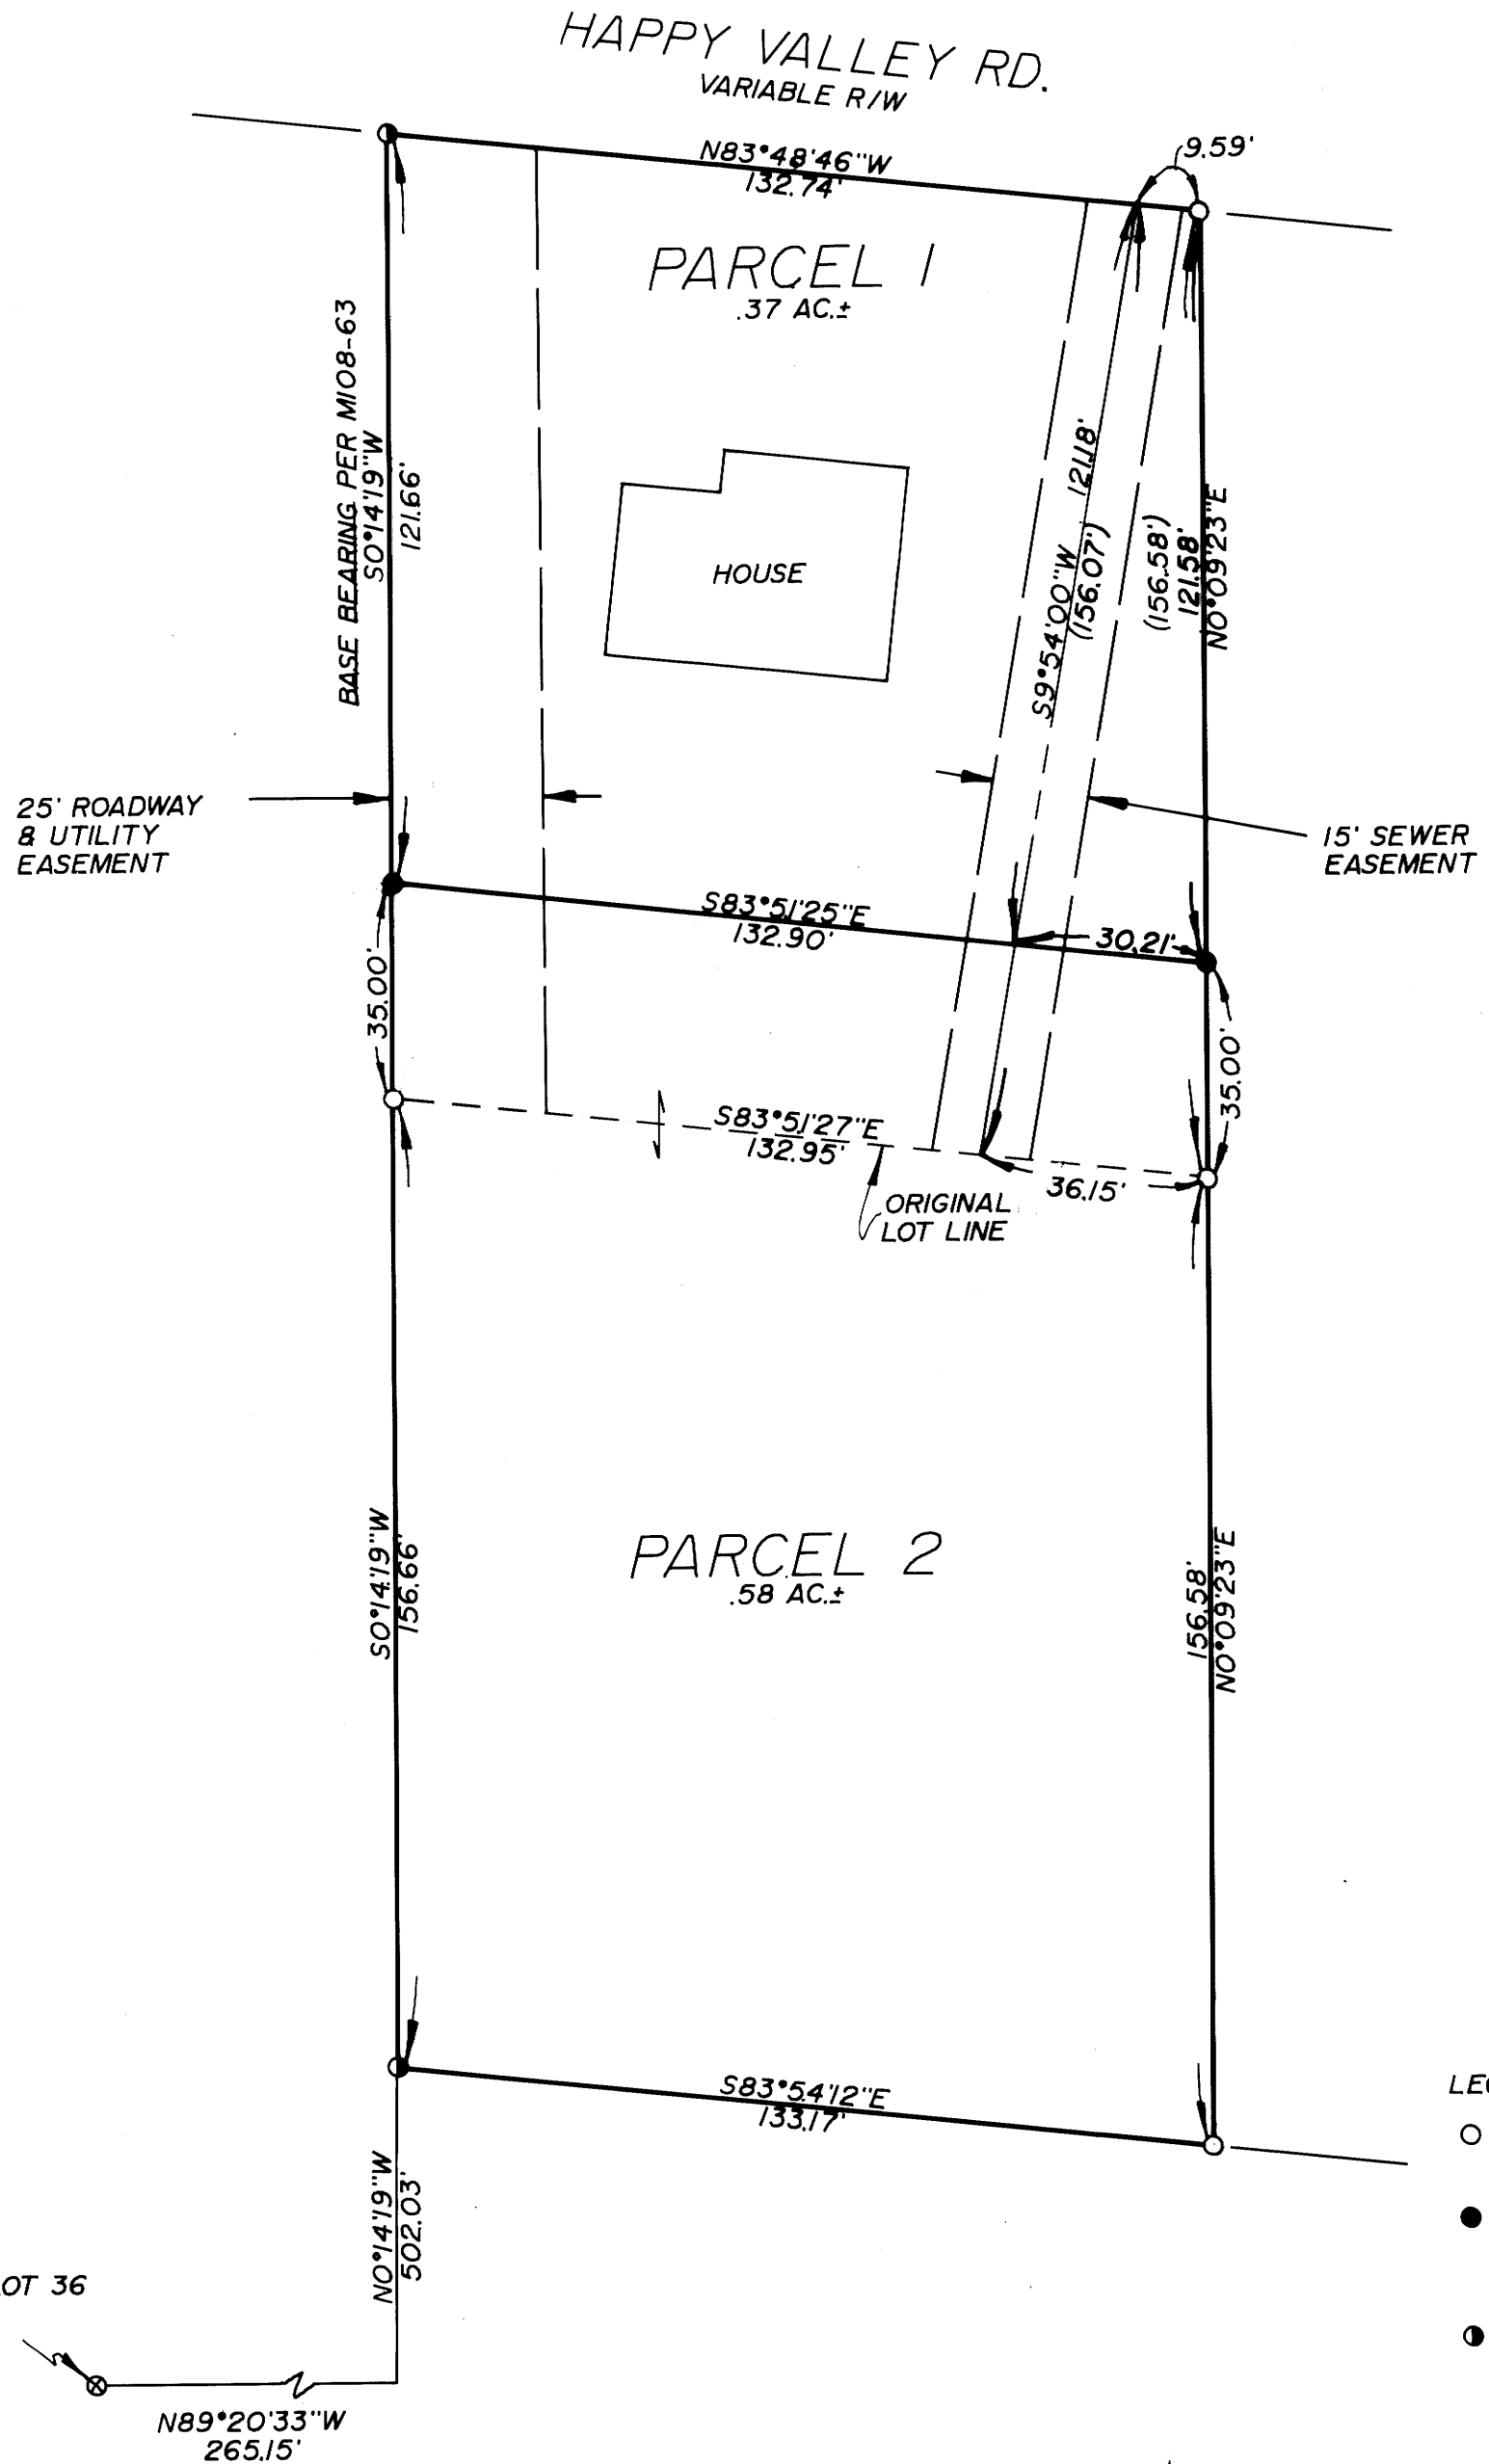 HAPPY VALLEY RD.
VARIABLE R/W
N83°48'46"W
132.74'
9.59'
PARCEL 1
.37 AC.±
BASE BEARING PER M108-63
S0°14'19"W
121.66'
HOUSE
S9°54'00"W 121.18'
(156.07')
(156.58')
121.58'
N0°09'23"E
25' ROADWAY
& UTILITY
EASEMENT
15' SEWER
EASEMENT
S83°51'25"E
132.90'
30.21'
35.00'
35.00'
S83°51'27"E
132.95'
36.15'
ORIGINAL
LOT LINE
S0°14'19"W
156.66'
PARCEL 2
.58 AC.±
156.58'
N0°09'23"E
S83°54'12"E
133.17'
N0°14'19"W
502.03'
OT 36
N89°20'33"W
265.15'